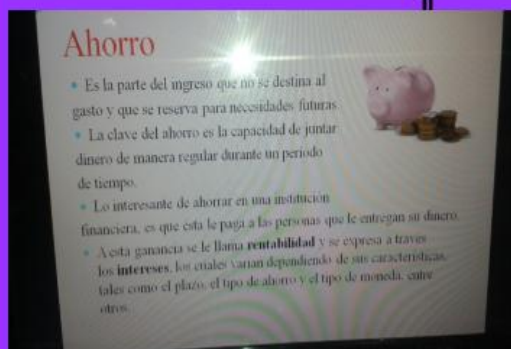 Ahorro
• Es la parte del ingreso que no se destina al
gasto y que se reserva para necesidades futuras
• La clave del ahorro es la capacidad de juntar
dinero de manera regular durante un periodo
de tiempo.
• Lo interesante de ahorrar en una institución
financiera, es que ésta le paga a las personas que le entregan su dinero.
• A esta ganancia se le llama rentabilidad y se expresa a través
los intereses, los cuales varían dependiendo de sus características,
tales como el plazo, el tipo de ahorro y el tipo de moneda, entre
otros.